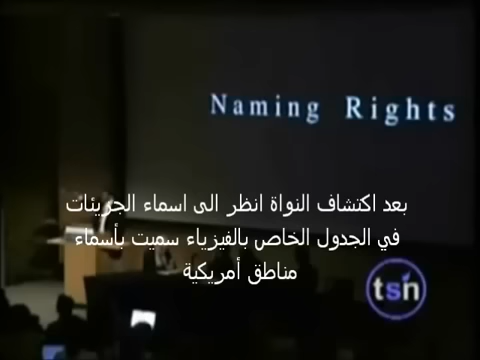 Naming Rights
بعد اكتشاف النواة انظر الى اسماء الجزيئات
في الجدول الخاص بالفيزياء سميت بأسماء
مناطق أمريكية
tsn